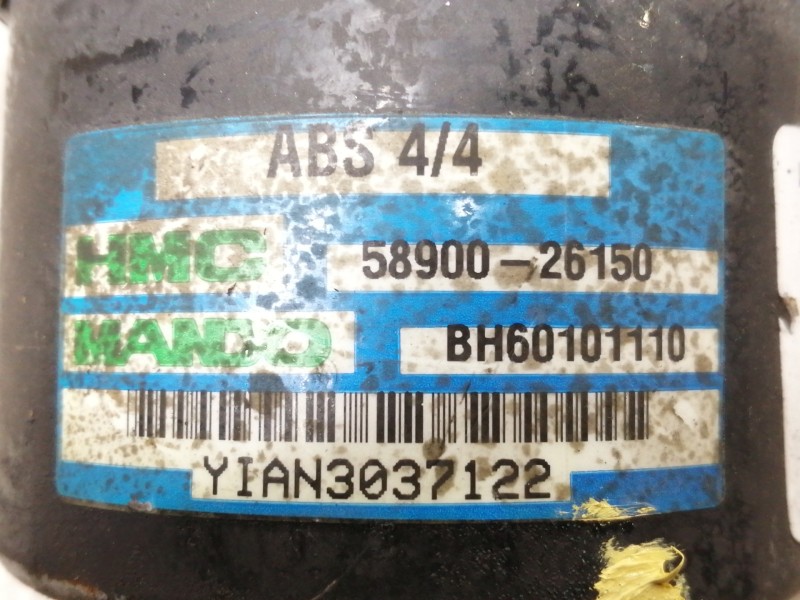 ABS 4/4
HMC 58900-26150
MANDO BH60101110
YIAN3037122